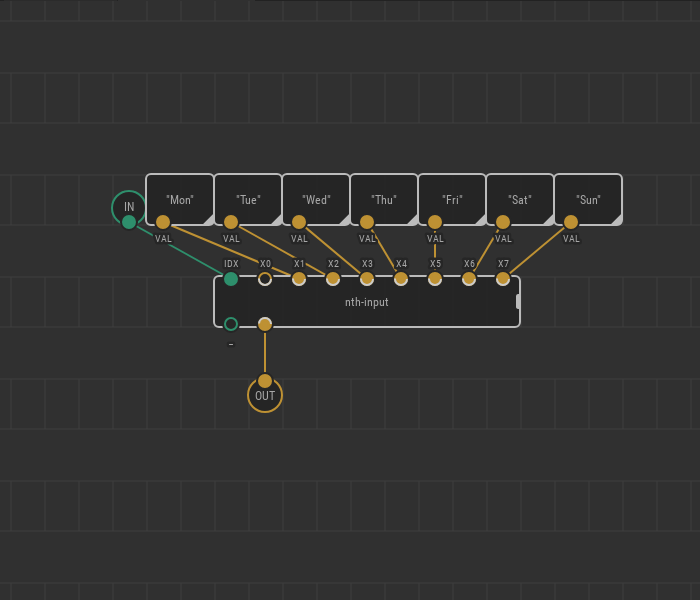 IN "Mon" "Tue" "Wed" "Thu" "Fri" "Sat" "Sun"
VAL VAL VAL VAL VAL VAL VAL
IDX X0 X1 X2 X3 X4 X5 X6 X7
nth-input
–
OUT